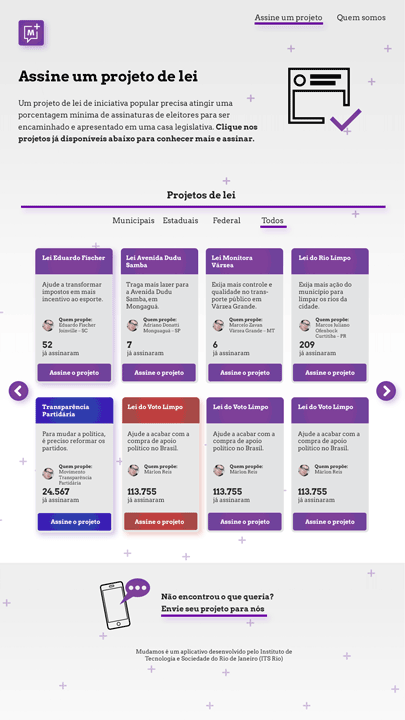 Assine um projeto Quem somos
M
Assine um projeto de lei
Um projeto de lei de iniciativa popular precisa atingir uma
porcentagem mínima de assinaturas de eleitores para ser
encaminhado e apresentado em uma casa legislativa. Clique nos
projetos já disponíveis abaixo para conhecer mais e assinar.
Projetos de lei
Municipais Estaduais Federal Todos
Lei Eduardo Fischer
Ajude a transformar
impostos em mais
incentivo ao esporte.
Quem propõe:
Eduardo Fischer
Joinville - SC
52
já assinaram
Assine o projeto
Lei Avenida Dudu
Samba
Traga mais lazer para
a Avenida Dudu
Samba, em
Mongaguá.
Quem propõe:
Adriano Donatti
Mongaguá - SP
7
já assinaram
Assine o projeto
Lei Monitora
Várzea
Exija mais controle e
qualidade no trans-
porte público em
Várzea Grande.
Quem propõe:
Marcelo Zavan
Várzea Grande - MT
6
já assinaram
Assine o projeto
Lei do Rio Limpo
Exija mais ação do
município para
limpar os rios da
cidade.
Quem propõe:
Marcos Juliano
Ofenbock
Curitiba - PR
209
já assinaram
Assine o projeto
Transparência
Partidária
Para mudar a política,
é preciso reformar os
partidos.
Quem propõe:
Movimento
Transparência
Partidária
24.567
já assinaram
Assine o projeto
Lei do Voto Limpo
Ajude a acabar com a
compra de apoio
político no Brasil.
Quem propõe:
Márlon Reis
113.755
já assinaram
Assine o projeto
Lei do Voto Limpo
Ajude a acabar com a
compra de apoio
político no Brasil.
Quem propõe:
Márlon Reis
113.755
já assinaram
Assine o projeto
Lei do Voto Limpo
Ajude a acabar com a
compra de apoio
político no Brasil.
Quem propõe:
Márlon Reis
113.755
já assinaram
Assine o projeto
Não encontrou o que queria?
Envie seu projeto para nós
Mudamos é um aplicativo desenvolvido pelo Instituto de
Tecnologia e Sociedade do Rio de Janeiro (ITS Rio)